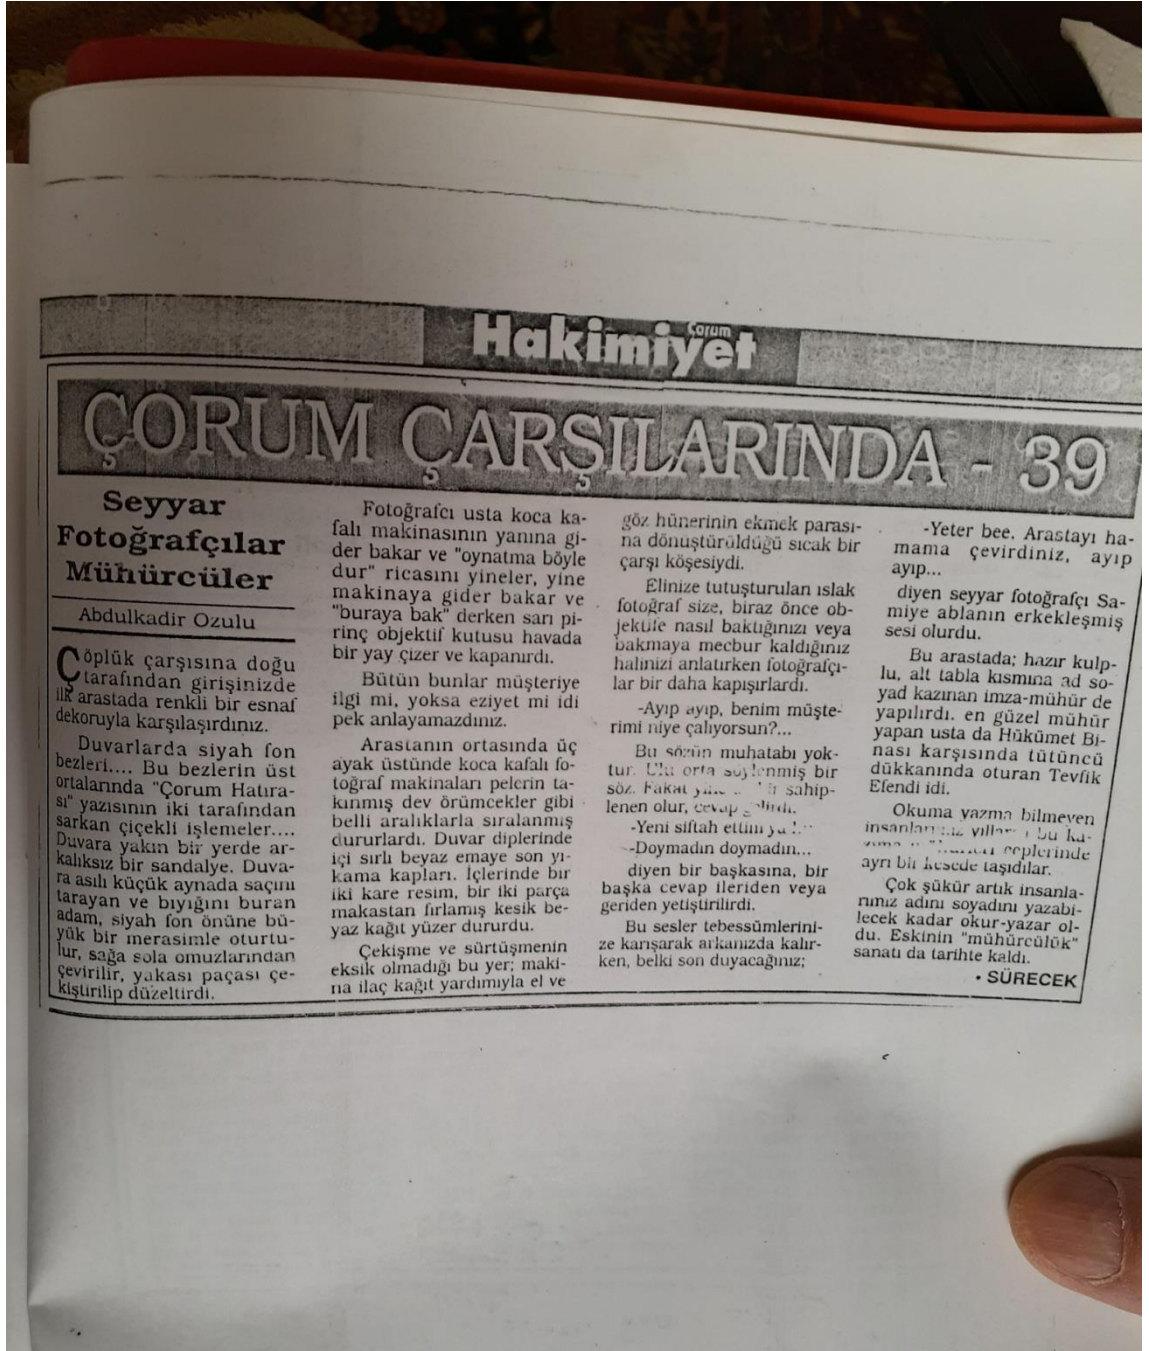 Çorum
Hakimiyet
ÇORUM ÇARŞILARINDA - 39
Seyyar
Fotoğrafçılar
Mühürcüler
Abdulkadir Ozulu
Çöplük çarşısına doğu
tarafından girişinizde
ilk arastada renkli bir esnaf
dekoruyla karşılaşırdınız.
Duvarlarda siyah fon
bezleri.... Bu bezlerin üst
ortalarında "Çorum Hatıra-
sı" yazısının iki tarafından
sarkan çiçekli işlemeler....
Duvara yakın bir yerde ar-
kalıksız bir sandalye. Duva-
ra asılı küçük aynada saçını
tarayan ve bıyığını buran
adam, siyah fon önüne bü-
yük bir merasimle oturtu-
lur, sağa sola omuzlarından
çevirilir, yakası paçası çe-
kiştirilip düzeltirdi.
Fotoğrafcı usta koca ka-
falı makinasının yanına gi-
der bakar ve "oynatma böyle
dur" ricasını yineler, yine
makinaya gider bakar ve
"buraya bak" derken sarı pi-
rinç objektif kutusu havada
bir yay çizer ve kapanırdı.
Bütün bunlar müşteriye
ilgi mi, yoksa eziyet mi idi
pek anlayamazdınız.
Arastanın ortasında üç
ayak üstünde koca kafalı fo-
toğraf makinaları pelerin ta-
kınmış dev örümcekler gibi
belli aralıklarla sıralanmış
dururlardı. Duvar diplerinde
içi sırlı beyaz emaye son yı-
kama kapları. İçlerinde bir
iki kare resim, bir iki parça
makastan fırlamış kesik be-
yaz kağıt yüzer dururdu.
Çekişme ve sürtüşmenin
eksik olmadığı bu yer; maki-
na ilaç kağıt yardımıyla el ve
göz hünerinin ekmek parası-
na dönüştürüldüğü sıcak bir
çarşı köşesiydi.
Elinize tutuşturulan ıslak
fotoğraf size, biraz önce ob-
jektife nasıl baktığınızı veya
bakmaya mecbur kaldığınız
halinizi anlatırken fotoğrafçı-
lar bir daha kapışırlardı.
-Ayıp ayıp, benim müşte-
rimi niye çalıyorsun?...
Bu sözün muhatabı yok-
tur. Ulu orta söylenmiş bir
söz. Fakat sahip-
lenen olur, cevap
-Yeni siftah ettim
-Doymadın doymadın...
diyen bir başkasına, bir
başka cevap ileriden veya
geriden yetiştirilirdi.
Bu sesler tebessümlerini-
ze karışarak arkanızda kalır-
ken, belki son duyacağınız;
-Yeter bee. Arastayı ha-
mama çevirdiniz, ayıp
ayıp...
diyen seyyar fotoğrafçı Sa-
miye ablanın erkekleşmiş
sesi olurdu.
Bu arastada; hazır kulp-
lu, alt tabla kısmına ad so-
yad kazınan imza-mühür de
yapılırdı. en güzel mühür
yapan usta da Hükümet Bi-
nası karşısında tütüncü
dükkanında oturan Tevfik
Efendi idi.
Okuma yazma bilmeyen
bu ka-
ceplerinde
ayrı bir kesede taşıdılar.
Çok şükür artık insanla-
rımız adını soyadını yazabi-
lecek kadar okur-yazar ol-
du. Eskinin "mühürcülük"
sanatı da tarihte kaldı.
• SÜRECEK